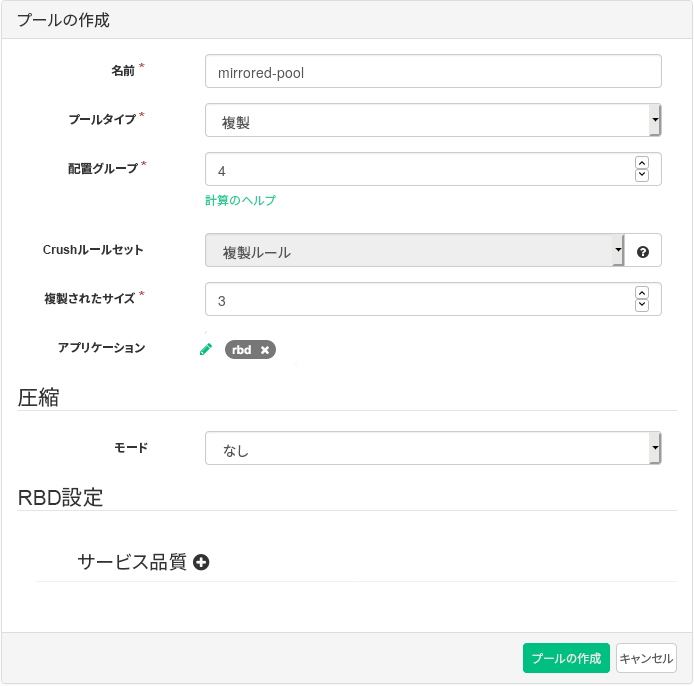 プールの作成
名前 *
mirrored-pool
プールタイプ *
複製
配置グループ *
4
計算のヘルプ
Crushルールセット
複製ルール
複製されたサイズ *
3
アプリケーション
rbd
圧縮
モード
なし
RBD設定
サービス品質
プールの作成 キャンセル